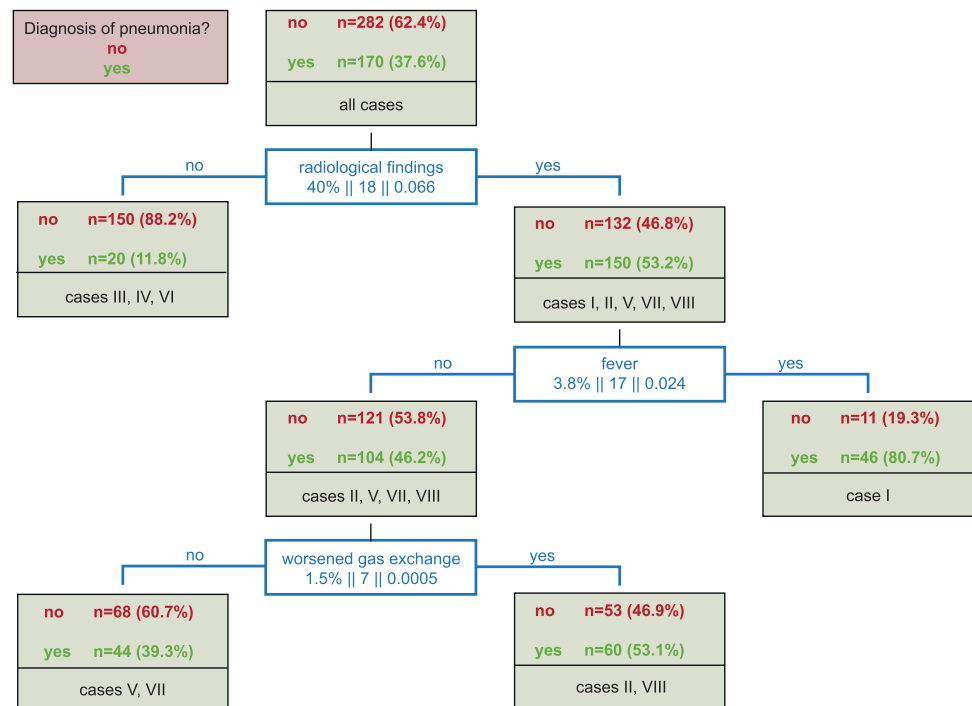 Diagnosis of pneumonia?
no
yes
no n=282 (62.4%)
yes n=170 (37.6%)
all cases
no
radiological findings
40% || 18 || 0.066
yes
no n=150 (88.2%)
yes n=20 (11.8%)
cases III, IV, VI
no n=132 (46.8%)
yes n=150 (53.2%)
cases I, II, V, VII, VIII
no
fever
3.8% || 17 || 0.024
yes
no n=121 (53.8%)
yes n=104 (46.2%)
cases II, V, VII, VIII
no n=11 (19.3%)
yes n=46 (80.7%)
case I
no
worsened gas exchange
1.5% || 7 || 0.0005
yes
no n=68 (60.7%)
yes n=44 (39.3%)
cases V, VII
no n=53 (46.9%)
yes n=60 (53.1%)
cases II, VIII